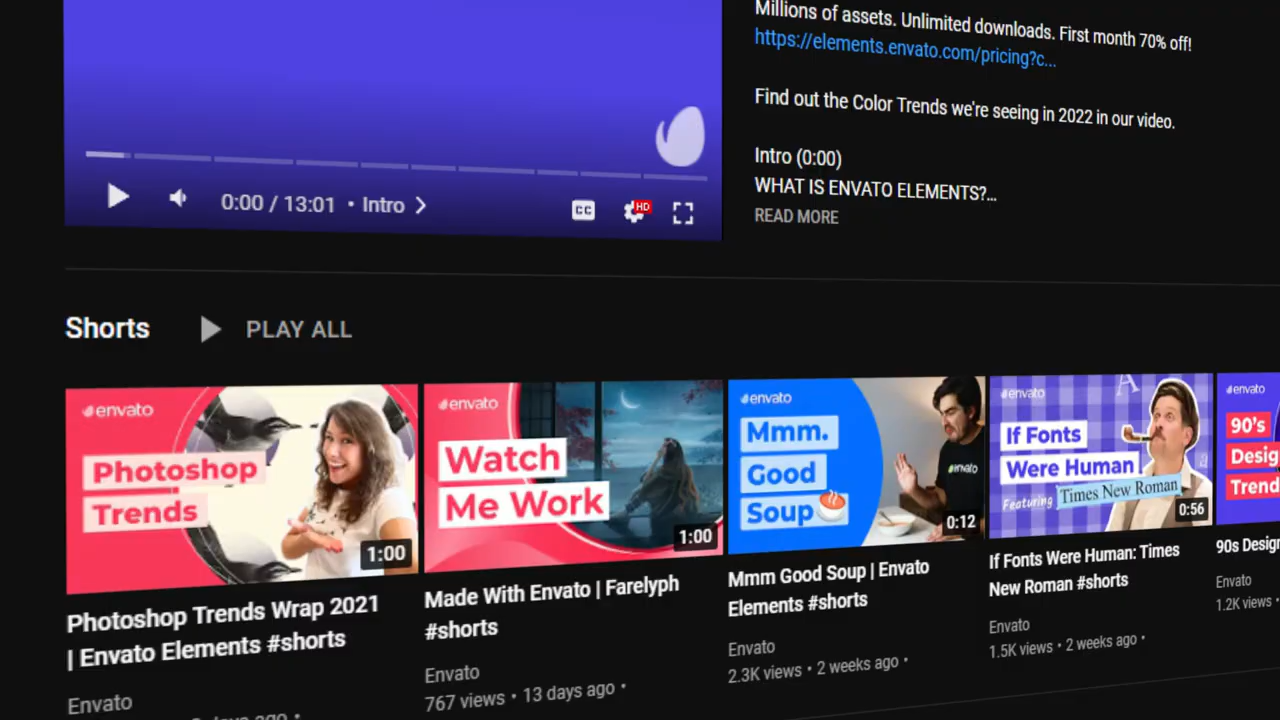 Millions of assets. Unlimited downloads. First month 70% off!
https://elements.envato.com/pricing?c...
Find out the Color Trends we're seeing in 2022 in our video.
Intro (0:00)
WHAT IS ENVATO ELEMENTS?...
READ MORE
0:00 / 13:01 • Intro
CC
HD
Shorts
PLAY ALL
envato
Photoshop
Trends
1:00
Photoshop Trends Wrap 2021
| Envato Elements #shorts
Envato
days ago •
envato
Watch
Me Work
1:00
Made With Envato | Farelyph
#shorts
Envato
767 views • 13 days ago •
envato
Mmm.
Good
Soup
envato
0:12
Mmm Good Soup | Envato
Elements #shorts
Envato
2.3K views • 2 weeks ago •
envato
A
If Fonts
Were Human
Featuring Times New Roman
0:56
If Fonts Were Human: Times
New Roman #shorts
Envato
1.5K views • 2 weeks ago •
envato
90's
Desig
Trend
90s Design
Envato
1.2K views •